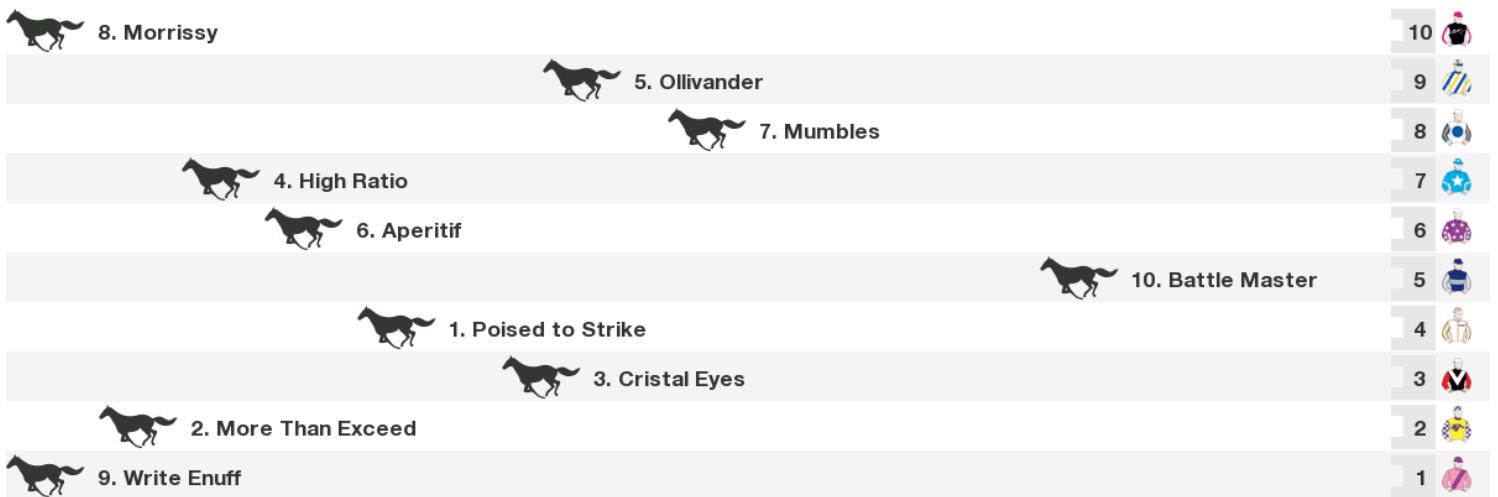 8. Morrissy 10
5. Ollivander 9
7. Mumbles 8
4. High Ratio 7
6. Aperitif 6
10. Battle Master 5
1. Poised to Strike 4
3. Cristal Eyes 3
2. More Than Exceed 2
9. Write Enuff 1